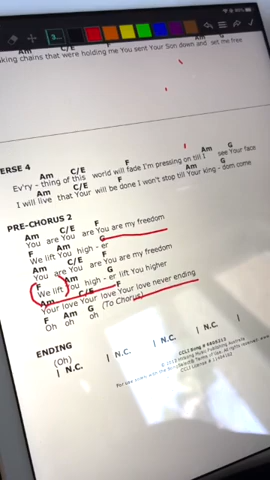 Am C/E F Am G
aking chains that were holding me You sent Your Son down and set me free
ERSE 4
Am C/E F Am G
Ev'ry - thing of this world will fade I'm pressing on till I see Your face
Am C/E F Am G
I will live that Your will be done I won't stop till Your king - dom come
PRE-CHORUS 2
Am C/E F
You are You are You are my freedom
F Am G
We lift You high - er
Am C/E F
You are You are You are my freedom
F Am G
We lift You high - er lift You higher
Am C/E F
Your love Your love Your love never ending
F Am G
Oh oh oh (To Chorus)
ENDING
(Oh) | N.C. | N.C. | N.C. |
| N.C.
CCLI Song #